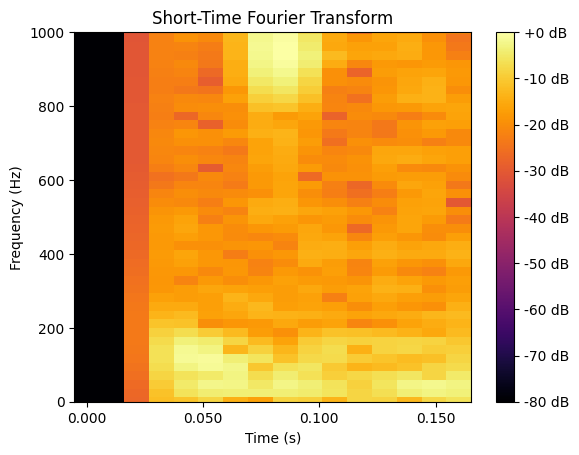 Short-Time Fourier Transform
1000
800
600
400
200
0
Frequency (Hz)
0.000
0.050
0.100
0.150
Time (s)
+0 dB
-10 dB
-20 dB
-30 dB
-40 dB
-50 dB
-60 dB
-70 dB
-80 dB